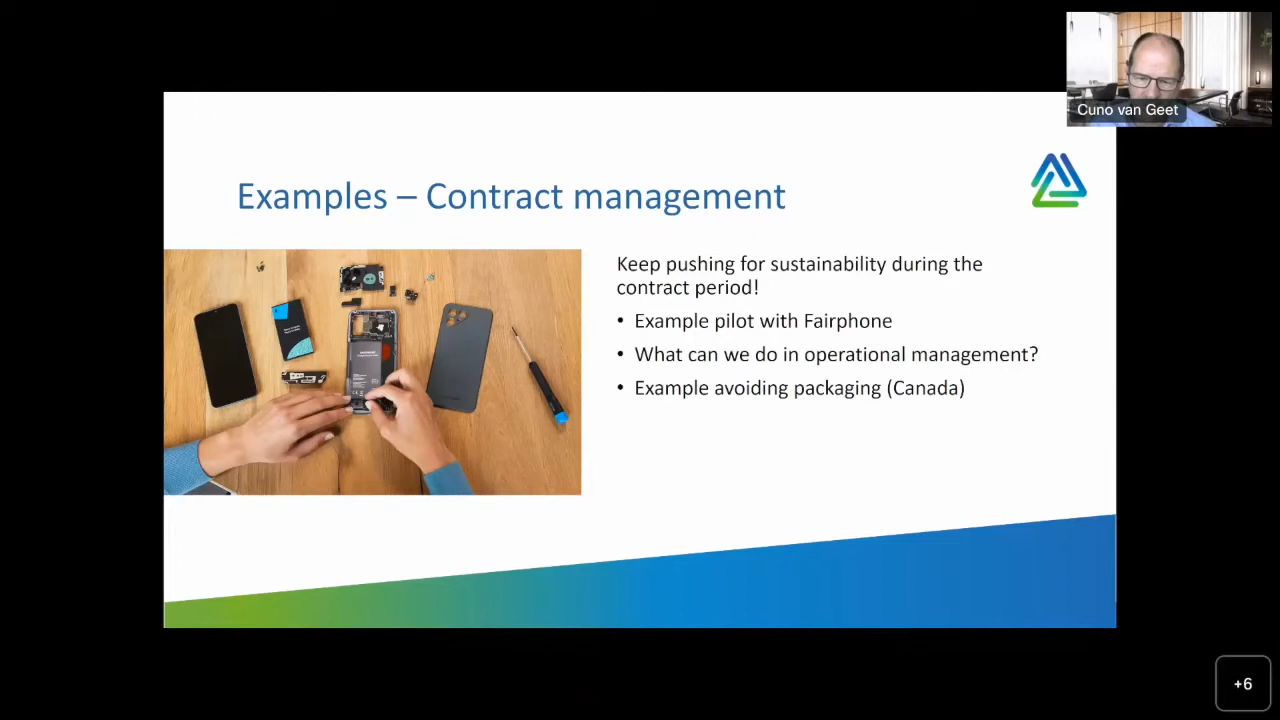 Cuno van Geet
Examples – Contract management
Keep pushing for sustainability during the
contract period!
• Example pilot with Fairphone
• What can we do in operational management?
• Example avoiding packaging (Canada)
+6